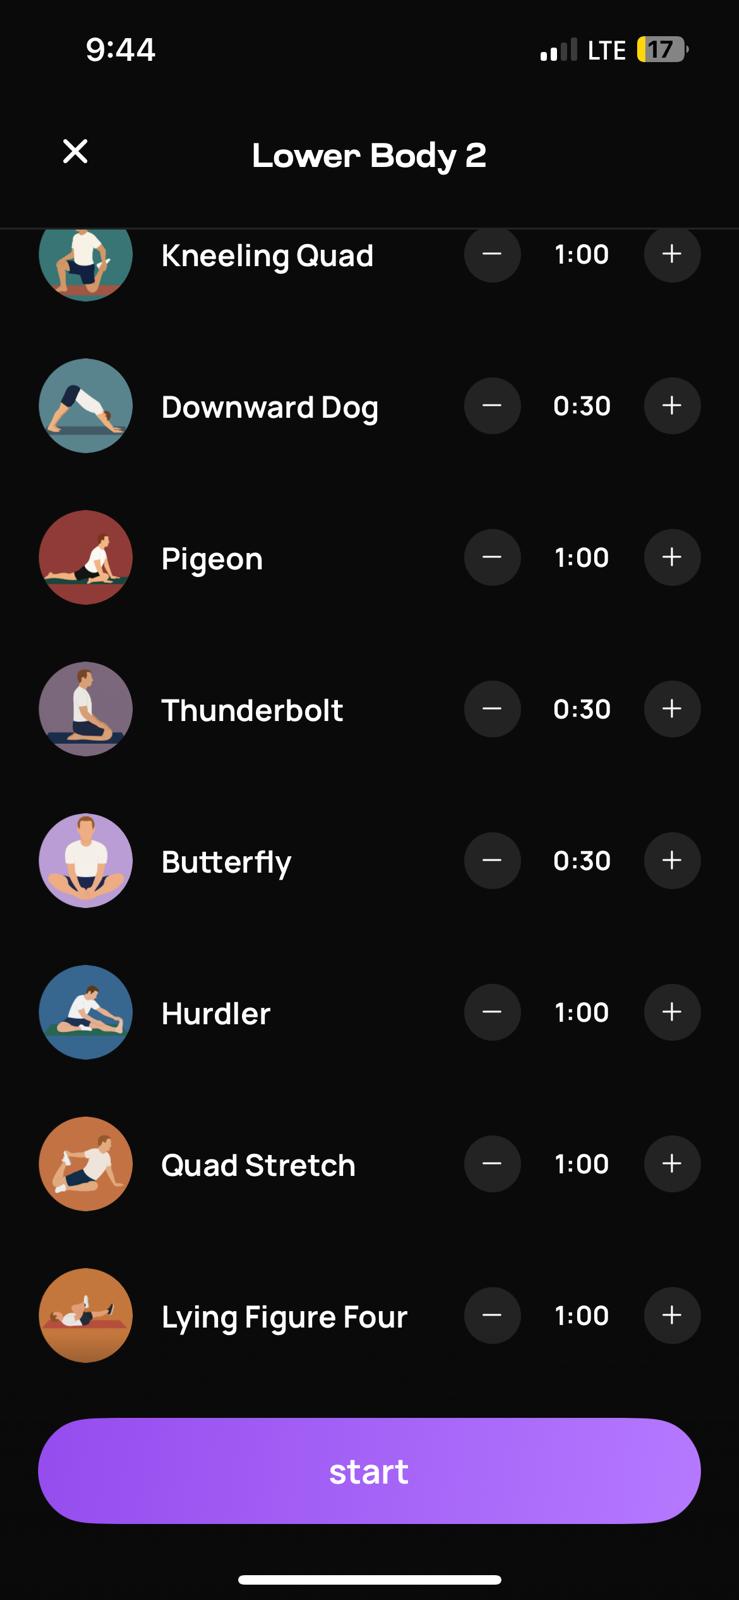 9:44 LTE 17
Lower Body 2
Kneeling Quad 1:00
Downward Dog 0:30
Pigeon 1:00
Thunderbolt 0:30
Butterfly 0:30
Hurdler 1:00
Quad Stretch 1:00
Lying Figure Four 1:00
start